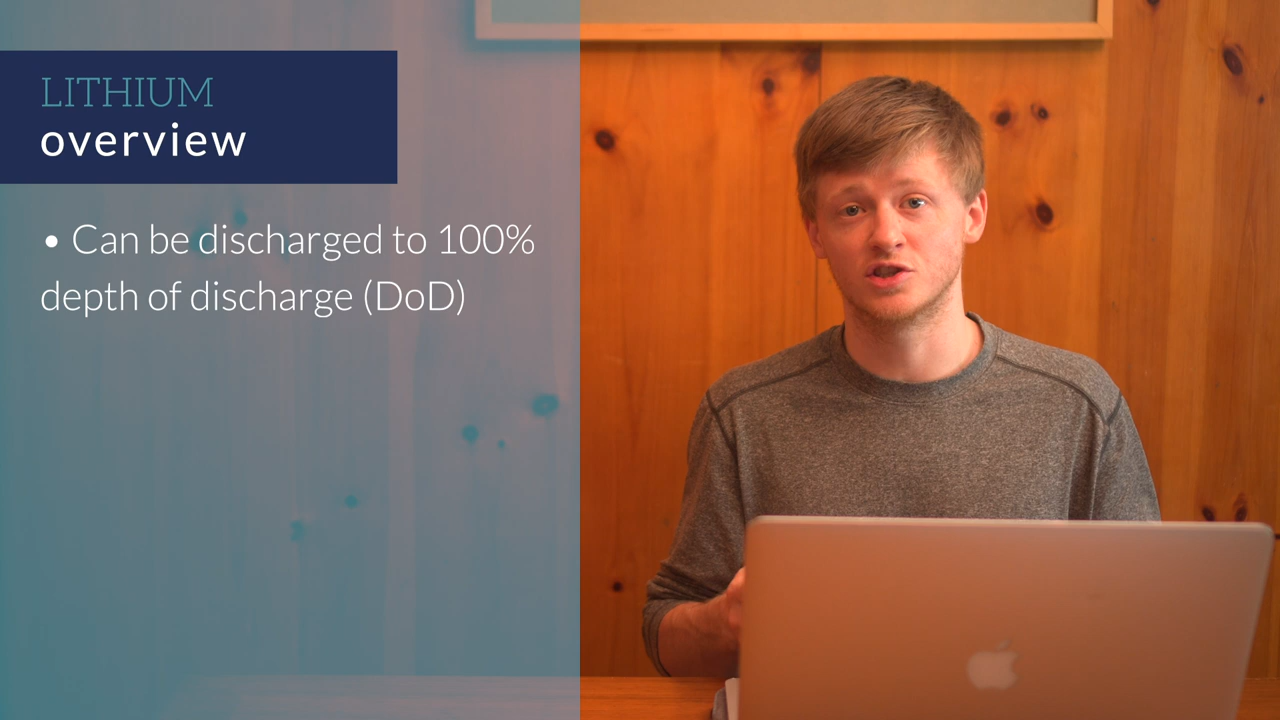 LITHIUM
overview
• Can be discharged to 100%
depth of discharge (DoD)